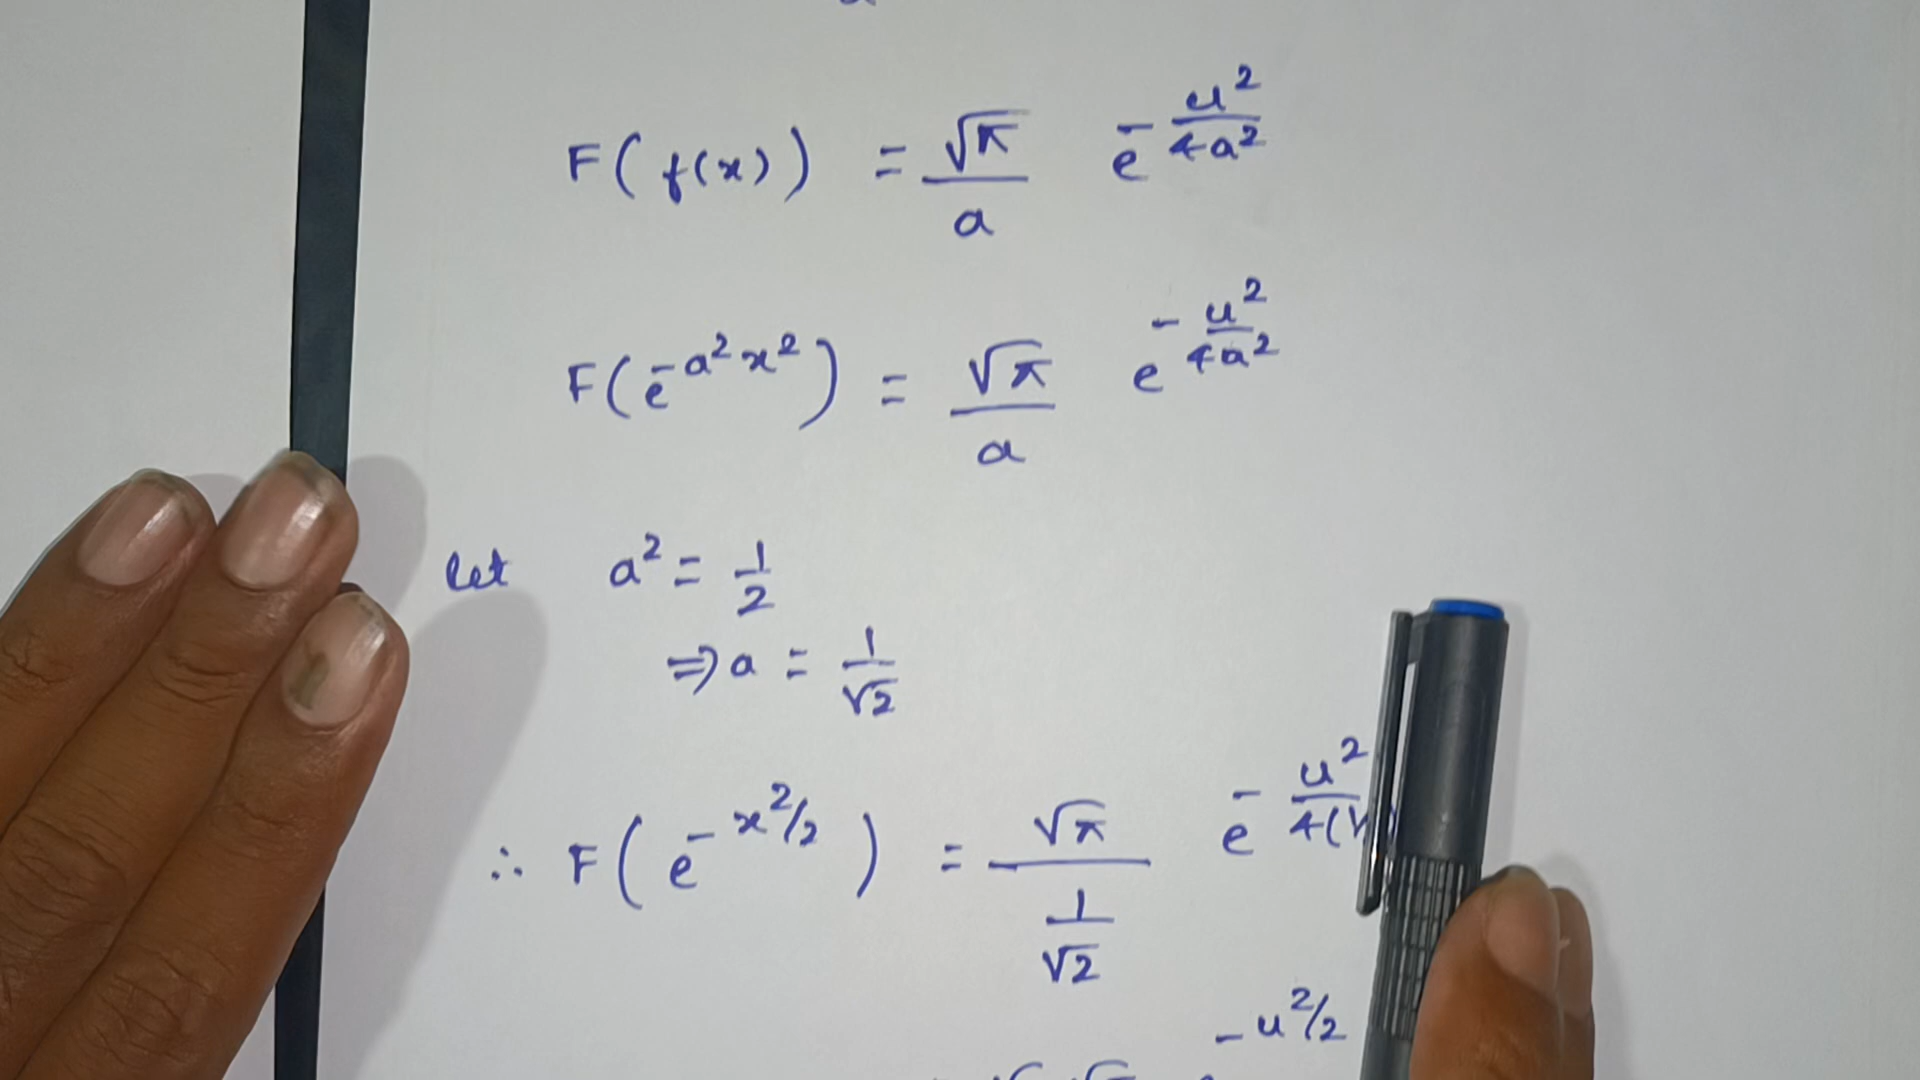 F(f(x)) = √π/a e^-u²/4a²
F(e^-a²x²) = √π/a e^-u²/4a²
let a² = 1/2
⇒ a = 1/√2
∴ F(e^-x²/2) = √π/(1/√2) e^-u²/4(
e^-u²/2